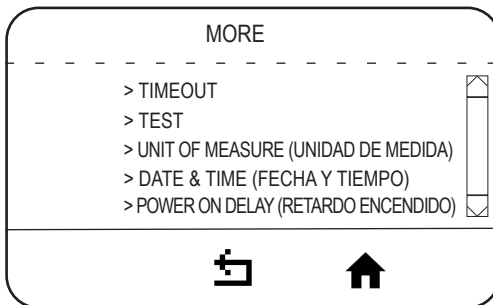 MORE
> TIMEOUT
> TEST
> UNIT OF MEASURE (UNIDAD DE MEDIDA)
> DATE & TIME (FECHA Y TIEMPO)
> POWER ON DELAY (RETARDO ENCENDIDO)